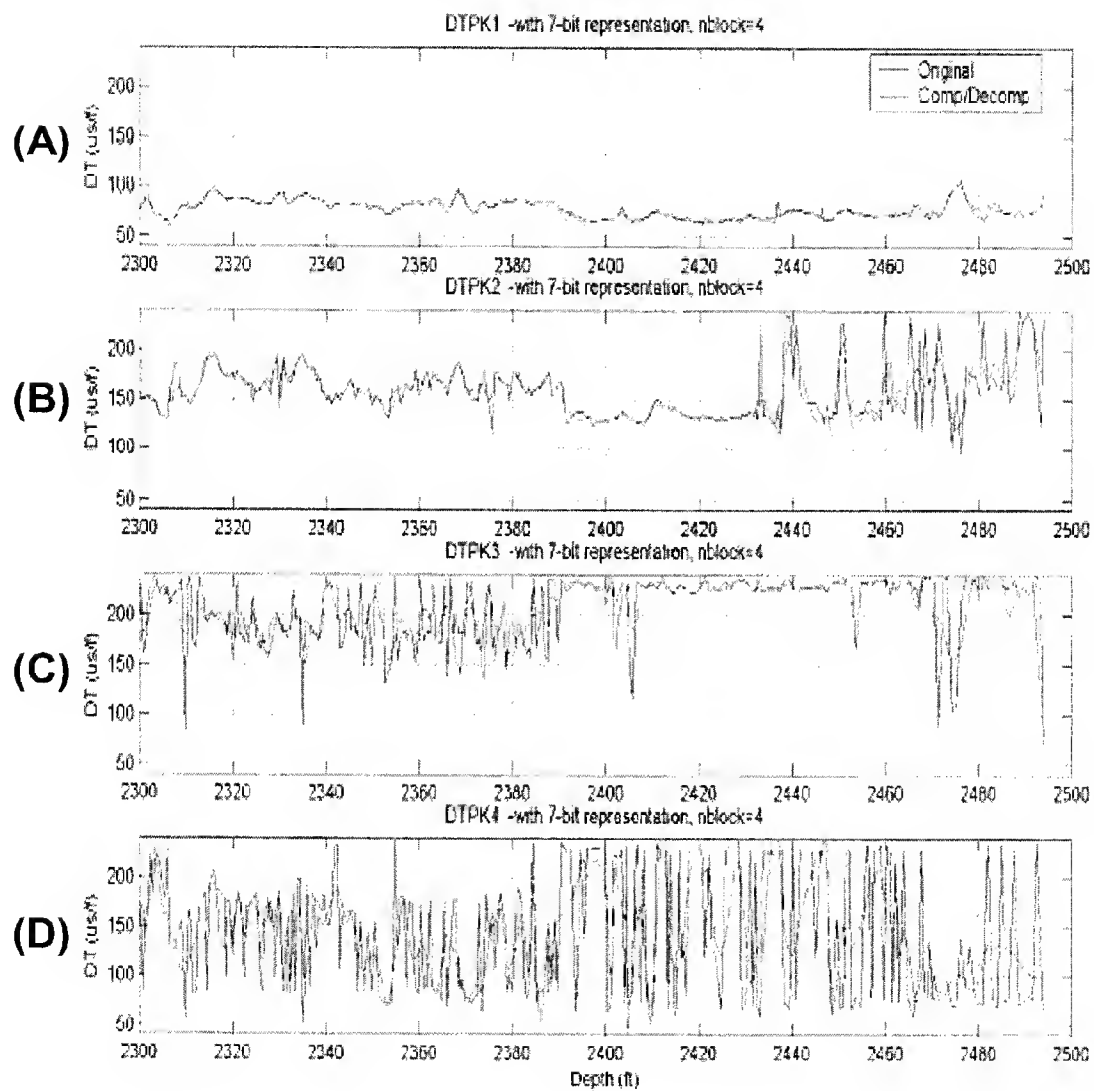 DTPK1 -with 7-bit representation, nblock=4
Original
Comp/Decomp
(A)
DT (us/f)
200
150
100
50
2300 2320 2340 2360 2380 2400 2420 2440 2460 2480 2500
DTPK2 -with 7-bit representation, nblock=4
(B)
DT (us/f)
200
150
100
50
2300 2320 2340 2360 2380 2400 2420 2440 2460 2480 2500
DTPK3 -with 7-bit representation, nblock=4
(C)
DT (us/f)
200
150
100
50
2300 2320 2340 2360 2380 2400 2420 2440 2460 2480 2500
DTPK4 -with 7-bit representation, nblock=4
(D)
DT (us/f)
200
150
100
50
2300 2320 2340 2360 2380 2400 2420 2440 2460 2480 2500
Depth (ft)